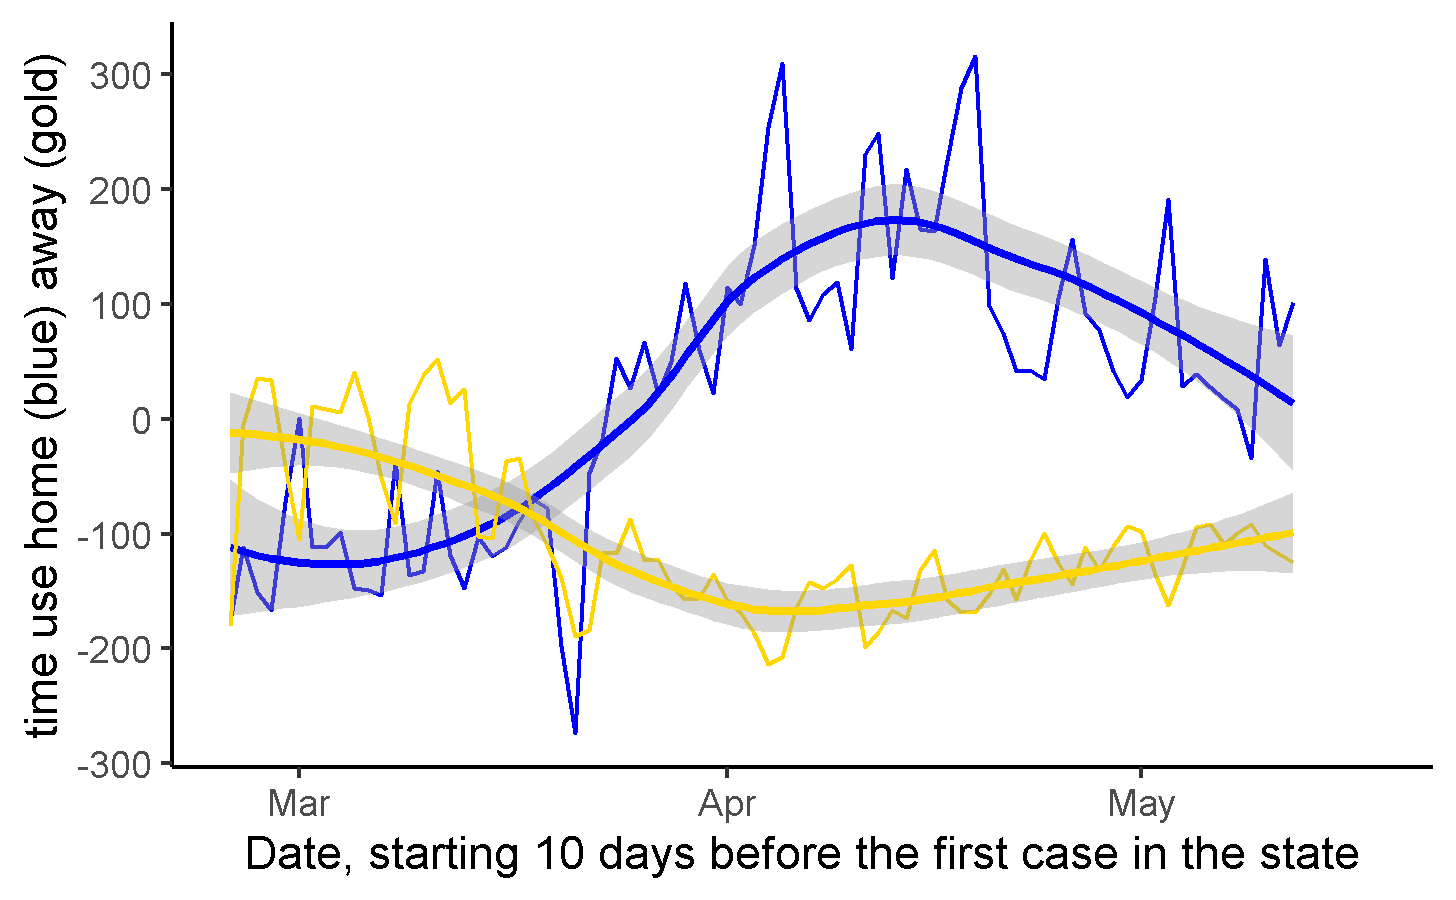 time use home (blue) away (gold)
300
200
100
0
-100
-200
-300
Mar Apr May
Date, starting 10 days before the first case in the state